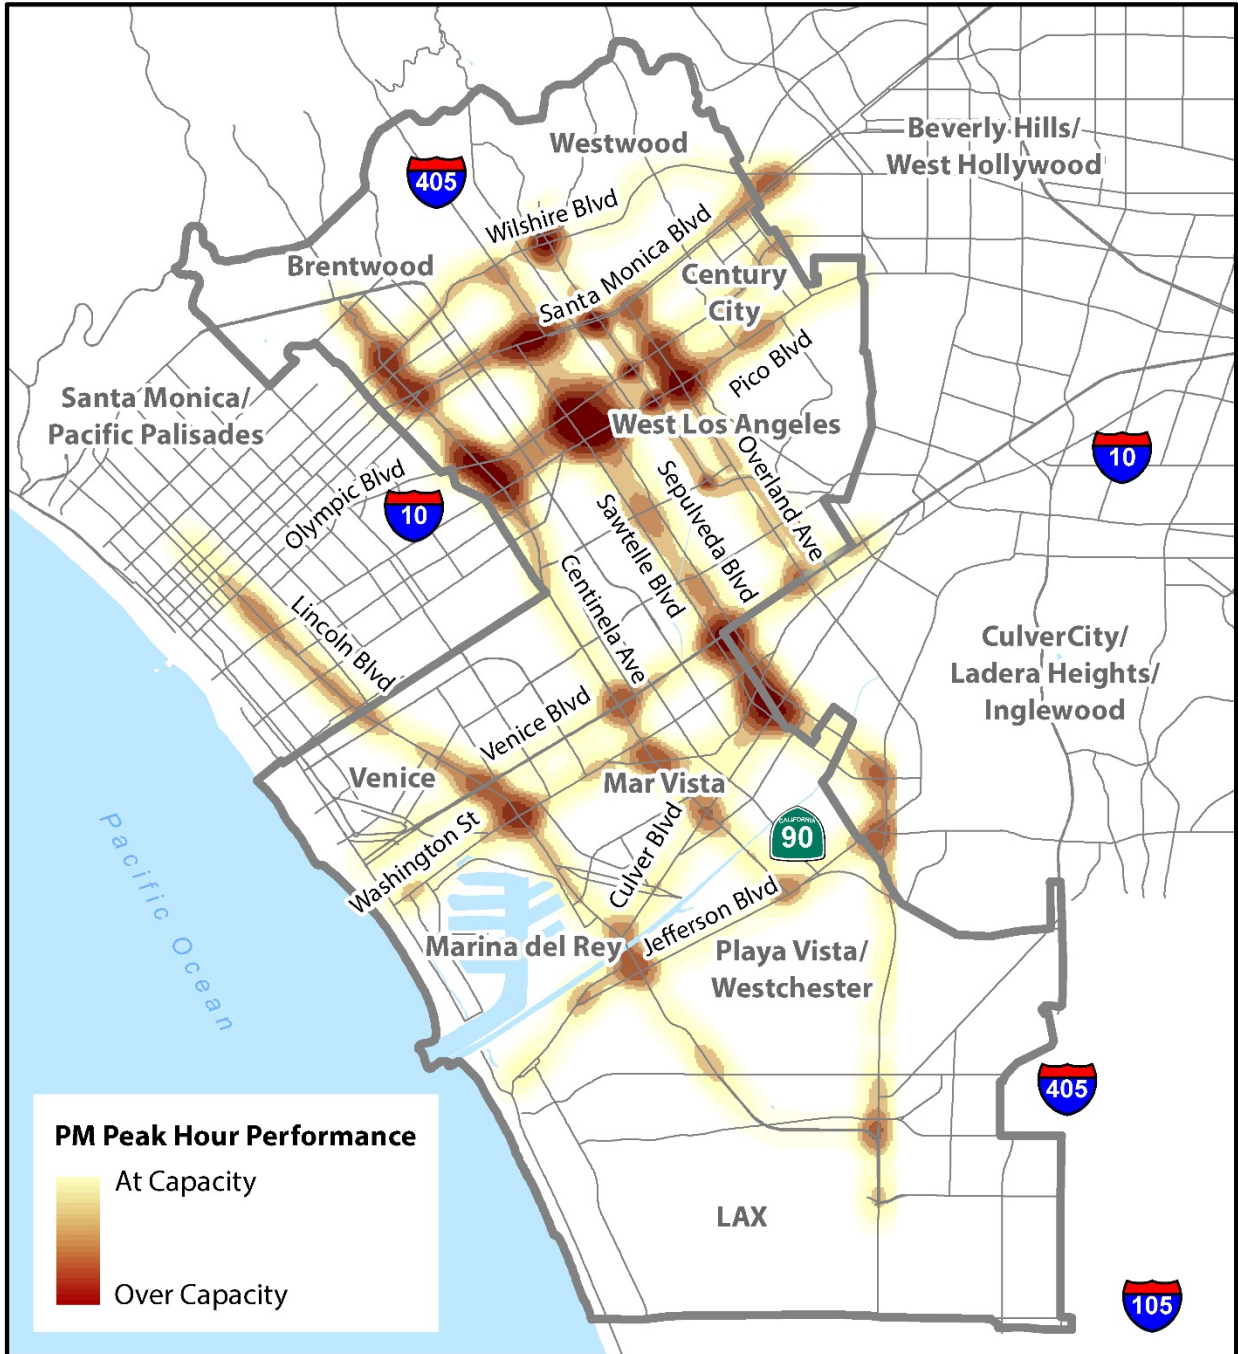 Westwood
Beverly Hills/
West Hollywood
405
Wilshire Blvd
Santa Monica Blvd
Brentwood
Century
City
Pico Blvd
Santa Monica/
Pacific Palisades
West Los Angeles
Olympic Blvd
10
Overland Ave
Sepulveda Blvd
Sawtelle Blvd
10
Centinela Ave
Lincoln Blvd
CulverCity/
Ladera Heights/
Inglewood
Venice Blvd
Venice
Mar Vista
Washington St
Culver Blvd
CALIFORNIA
90
Jefferson Blvd
Marina del Rey
Playa Vista/
Westchester
Pacific Ocean
405
LAX
105
PM Peak Hour Performance
At Capacity
Over Capacity